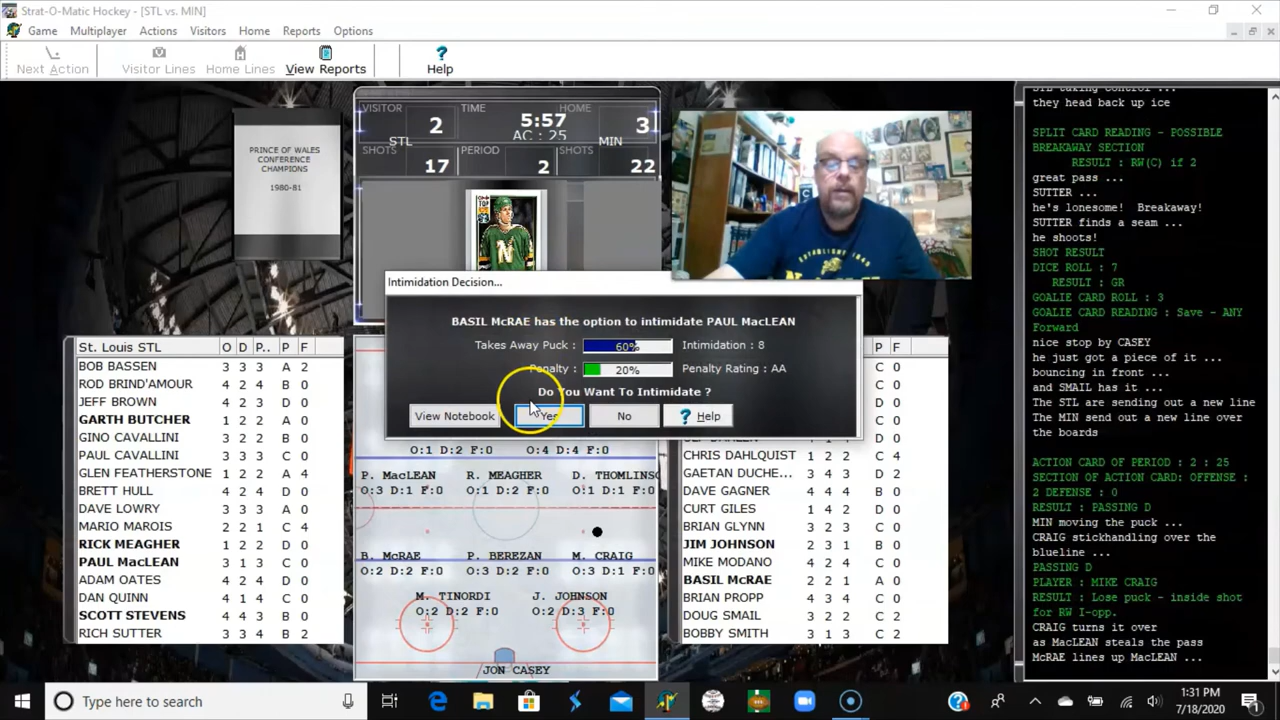 Strat-O-Matic Hockey - [STL vs. MIN]
Game Multiplayer Actions Visitors Home Reports Options
Next Action Visitor Lines Home Lines View Reports Help
PRINCE OF WALES
CONFERENCE
CHAMPIONS
1980-81
VISITOR TIME HOME
STL 2 5:57 MIN 3
AC : 25
SHOTS PERIOD SHOTS
17 2 22
N
Intimidation Decision...
BASIL McRAE has the option to intimidate PAUL MacLEAN
Takes Away Puck : 60% Intimidation : 8
Penalty : 20% Penalty Rating : AA
Do You Want To Intimidate ?
View Notebook Yes No Help
St. Louis STL O D P.. P F
BOB BASSEN 3 3 3 A 2
ROD BRIND'AMOUR 4 2 4 B 0
JEFF BROWN 4 2 3 C 0
GARTH BUTCHER 1 2 2 A 0
GINO CAVALLINI 3 2 3 C 0
PAUL CAVALLINI 3 4 3 C 0
GLEN FEATHERSTONE 1 2 2 A 4
BRETT HULL 4 2 4 D 0
DAVE LOWRY 3 3 3 A 0
MARIO MAROIS 2 2 1 C 4
RICK MEAGHER 1 2 2 D 0
PAUL MacLEAN 3 1 3 C 0
ADAM OATES 4 2 4 D 0
DAN QUINN 4 1 4 C 0
SCOTT STEVENS 4 3 4 B 0
RICH SUTTER 3 3 4 B 2
O:1 D:2 F:0 O:4 D:4 F:0
P. MacLEAN R. MEAGHER D. THOMLINSO
O:3 D:1 F:0 O:1 D:2 F:0 O:1 D:1 F:0
B. McRAE P. BEREZAN M. CRAIG
O:2 D:2 F:0 O:3 D:2 F:0 O:3 D:1 F:0
M. TINORDI J. JOHNSON
O:2 D:2 F:0 O:2 D:3 F:0
JON CASEY
P F
C 0
C 0
C 0
B 0
CHRIS DAHLQUIST 1 2 2 C 4
GAETAN DUCHE... 2 3 4 D 2
DAVE GAGNER 4 4 4 B 0
CURT GILES 1 4 2 D 0
BRIAN GLYNN 3 2 3 C 0
JIM JOHNSON 2 3 1 B 0
MIKE MODANO 4 2 4 C 0
BASIL McRAE 2 2 1 A 0
BRIAN PROPP 4 3 4 C 0
DOUG SMAIL 3 2 2 C 2
BOBBY SMITH 3 1 3 C 2
STL taking control ...
they head back up ice
SPLIT CARD READING - POSSIBLE
BREAKAWAY SECTION
RESULT : RW(C) if 2
great pass ...
SUTTER ...
he's lonesome! Breakaway!
SUTTER finds a seam ...
he shoots!
SHOT RESULT
DICE ROLL : 7
RESULT : GR
GOALIE CARD ROLL : 3
GOALIE CARD READING : Save - ANY
Forward
nice stop by CASEY
he just got a piece of it ...
bouncing in front ...
and SMAIL has it ...
The STL are sending out a new line
The MIN send out a new line over
the boards
ACTION CARD OF PERIOD : 2 : 25
SECTION OF ACTION CARD: OFFENSE :
2 DEFENSE : 0
RESULT : PASSING D
MIN moving the puck ...
CRAIG stickhandling over the
blueline ...
PASSING D
PLAYER : MIKE CRAIG
RESULT : Lose puck - inside shot
for RW I-opp.
CRAIG turns it over
as MacLEAN steals the pass
McRAE lines up MacLEAN ...
Type here to search
1:31 PM
7/18/2020